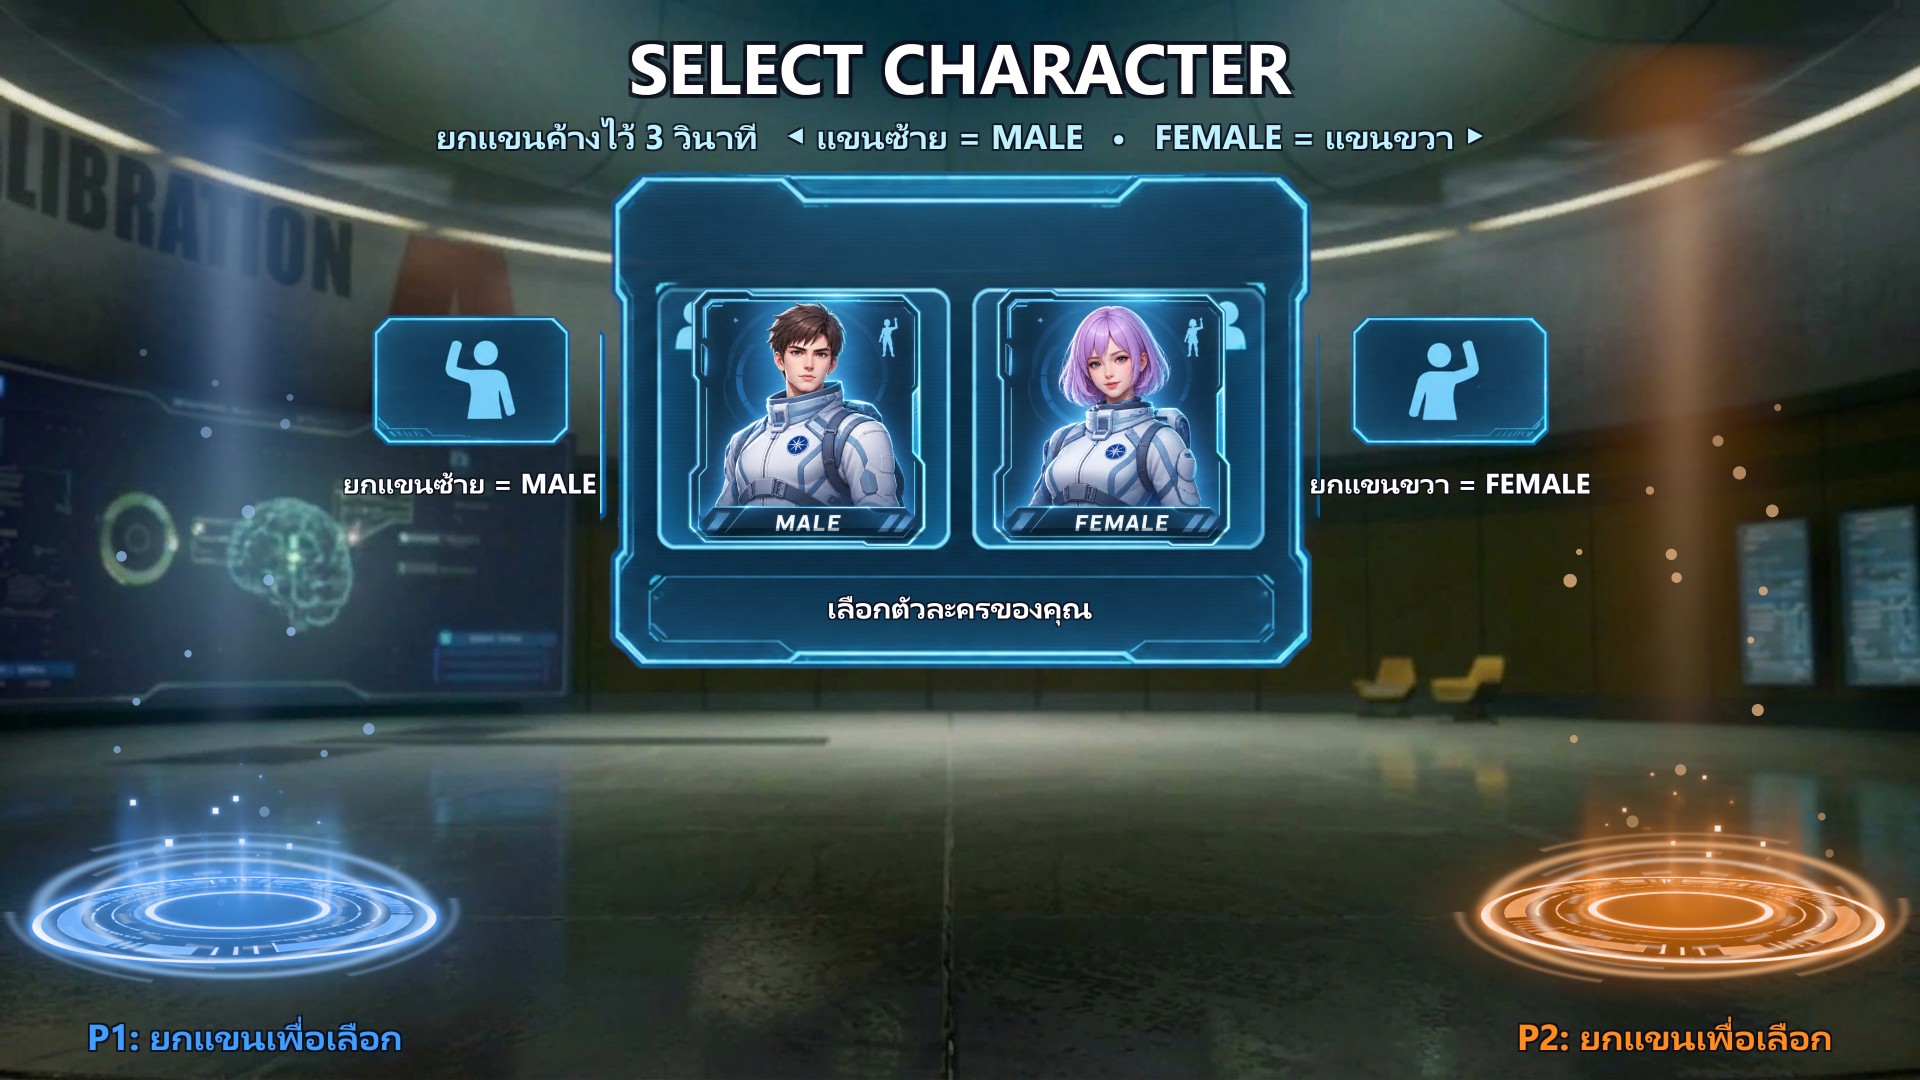 SELECT CHARACTER
ยกแขนค้างไว้ 3 วินาที ◄ แขนซ้าย = MALE • FEMALE = แขนขวา ►
LIBRATION
ยกแขนซ้าย = MALE
ยกแขนขวา = FEMALE
MALE
FEMALE
เลือกตัวละครของคุณ
P1: ยกแขนเพื่อเลือก
P2: ยกแขนเพื่อเลือก